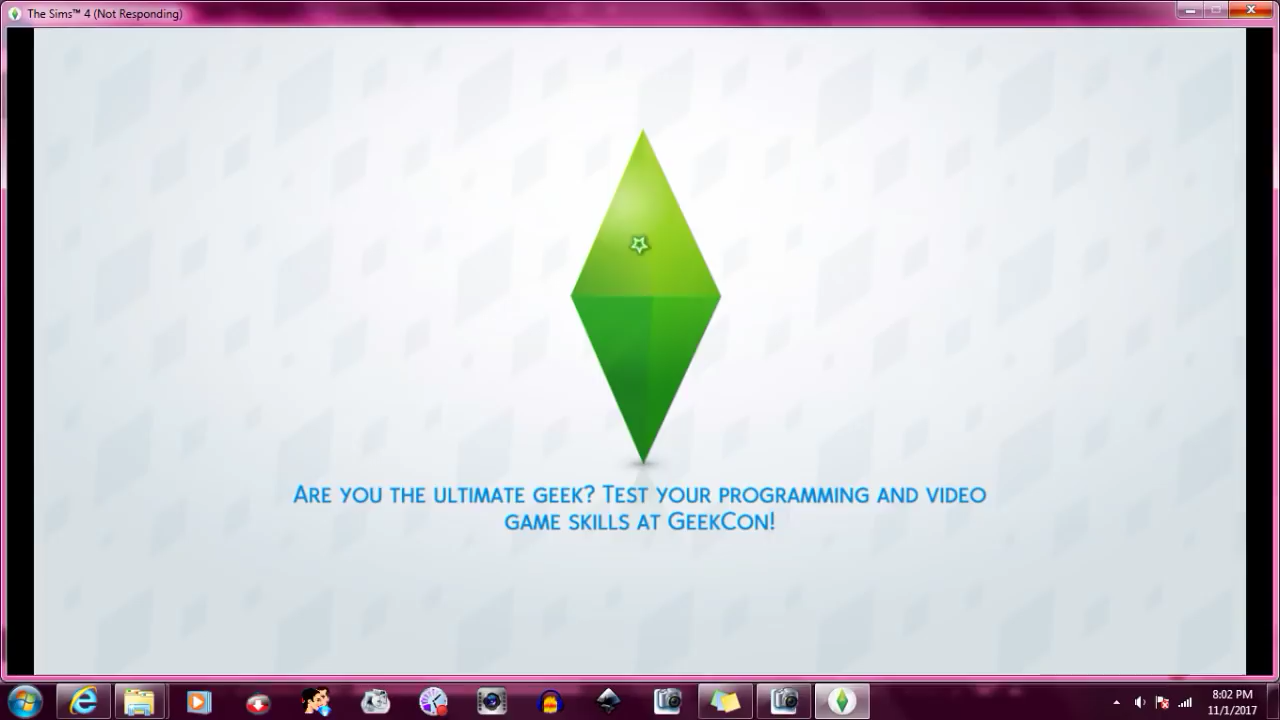 The Sims™ 4 (Not Responding)
Are you the ultimate geek? Test your programming and video
game skills at GeekCon!
8:02 PM
11/1/2017